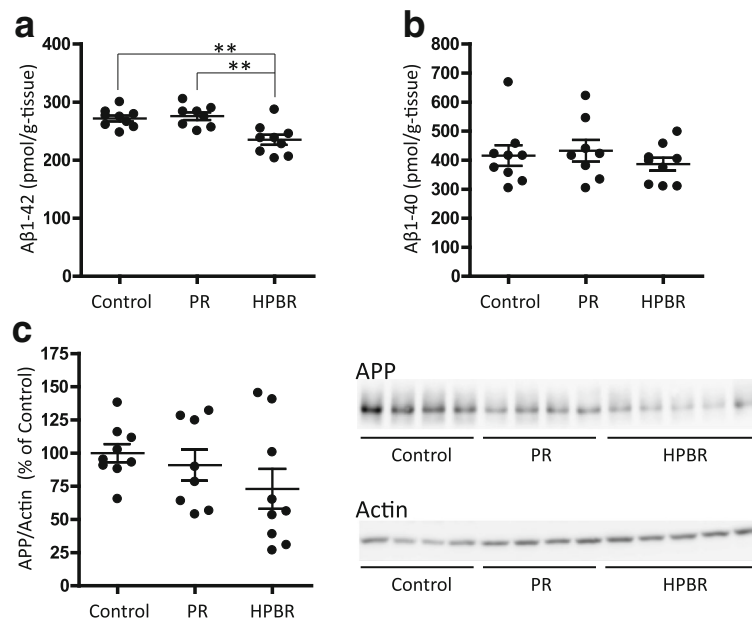 a
Aβ1-42 (pmol/g-tissue)
400
300
200
100
0
**
**
Control PR HPBR
b
Aβ1-40 (pmol/g-tissue)
800
700
600
500
400
300
200
100
0
Control PR HPBR
c
APP/Actin (% of Control)
175
150
125
100
75
50
25
0
Control PR HPBR
APP
Control PR HPBR
Actin
Control PR HPBR